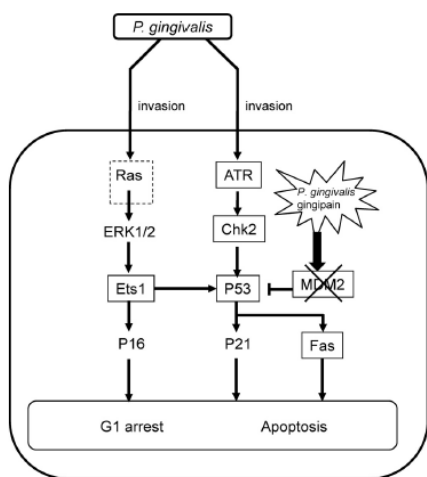 P. gingivalis
invasion
invasion
Ras
ATR
P. gingivalis
gingipain
ERK1/2
Chk2
Ets1
P53
MDM2
P16
P21
Fas
G1 arrest
Apoptosis